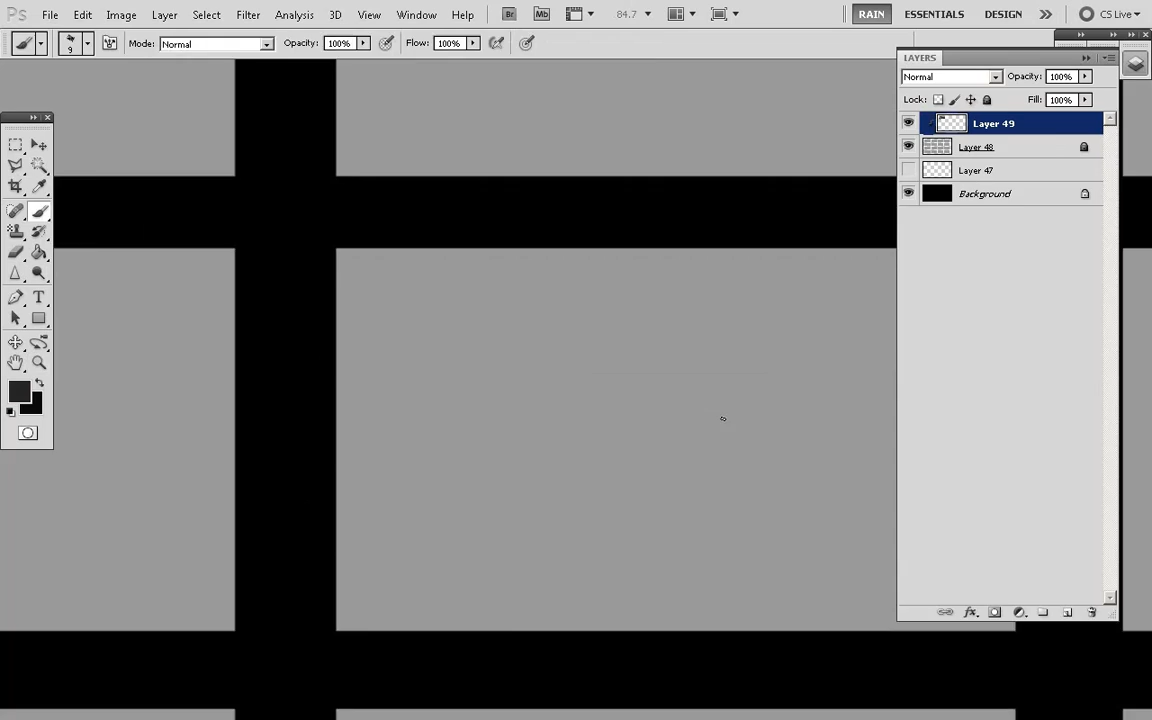 Ps File Edit Image Layer Select Filter Analysis 3D View Window Help Br Mb 84.7 RAIN ESSENTIALS DESIGN CS Live
9 Mode: Normal Opacity: 100% Flow: 100%
LAYERS
Normal Opacity: 100%
Lock: Fill: 100%
Layer 49
Layer 48
Layer 47
Background
T
fx